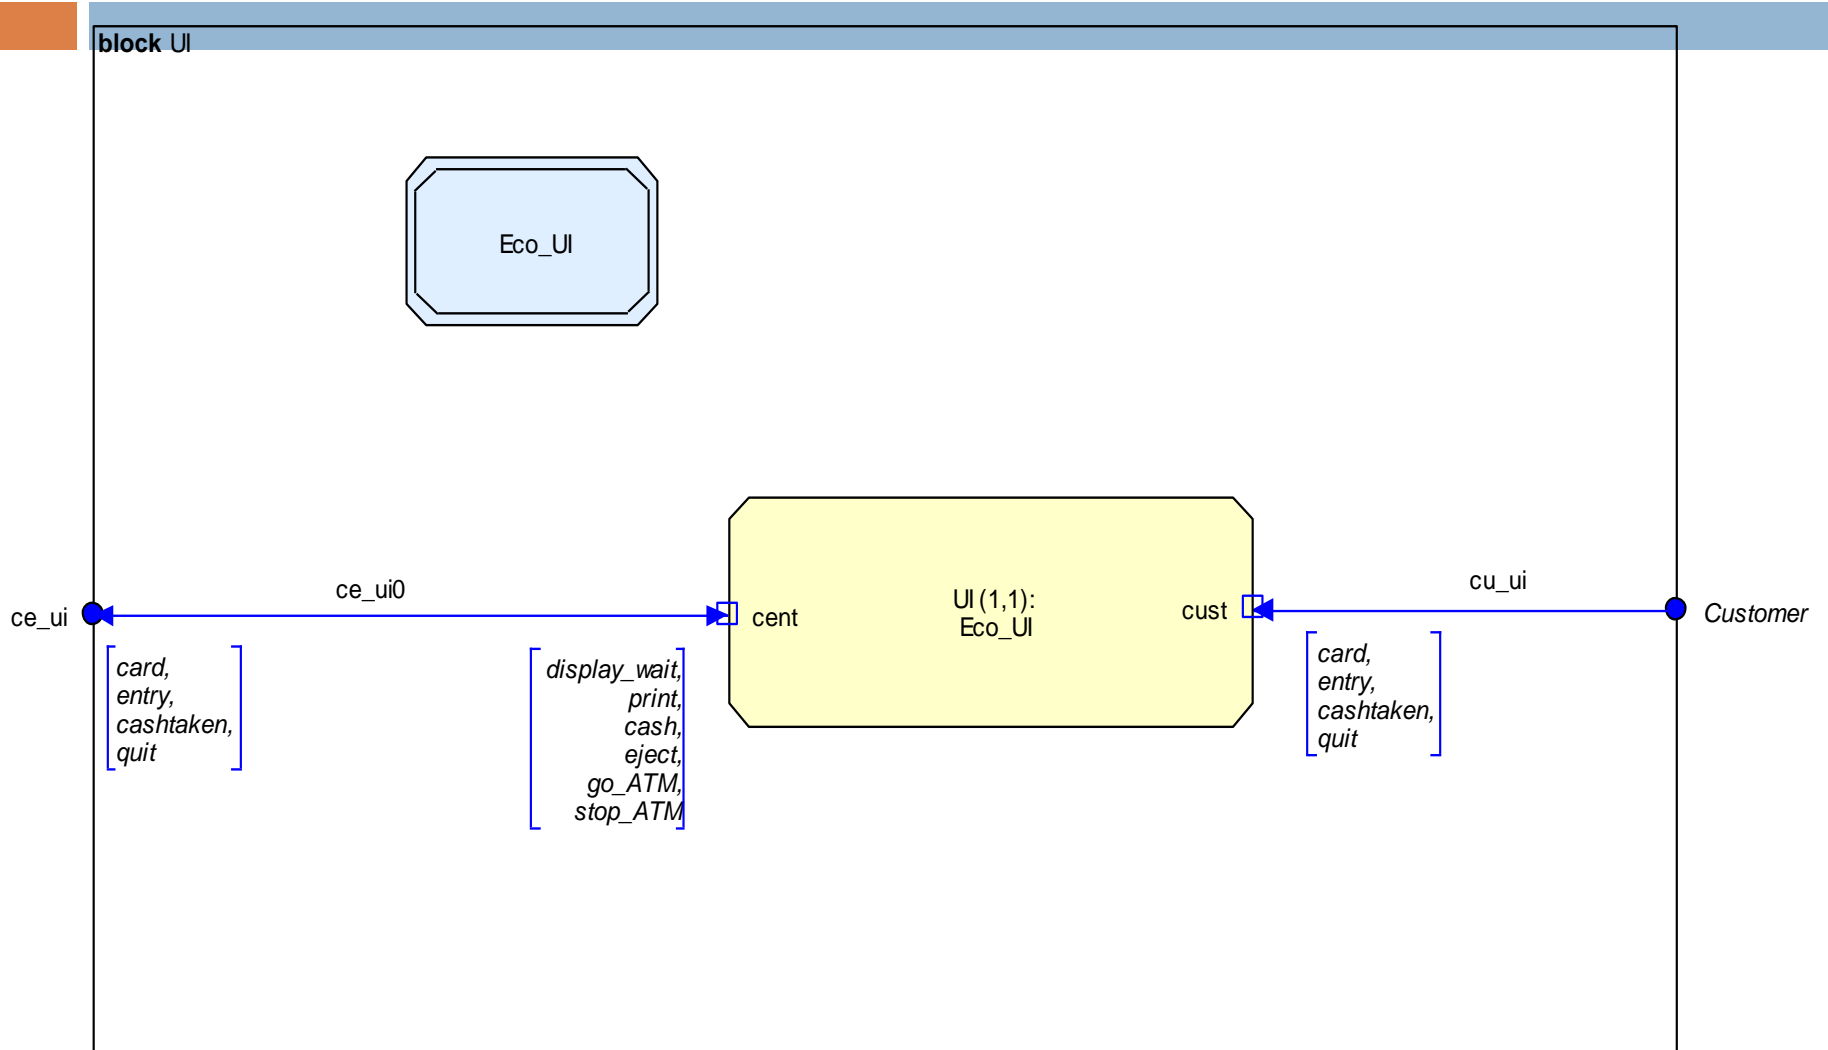 block UI
Eco_UI
ce_ui0
ce_ui
cent
UI (1,1):
Eco_UI
cust
cu_ui
Customer
card,
entry,
cashtaken,
quit
display_wait,
print,
cash,
eject,
go_ATM,
stop_ATM
card,
entry,
cashtaken,
quit